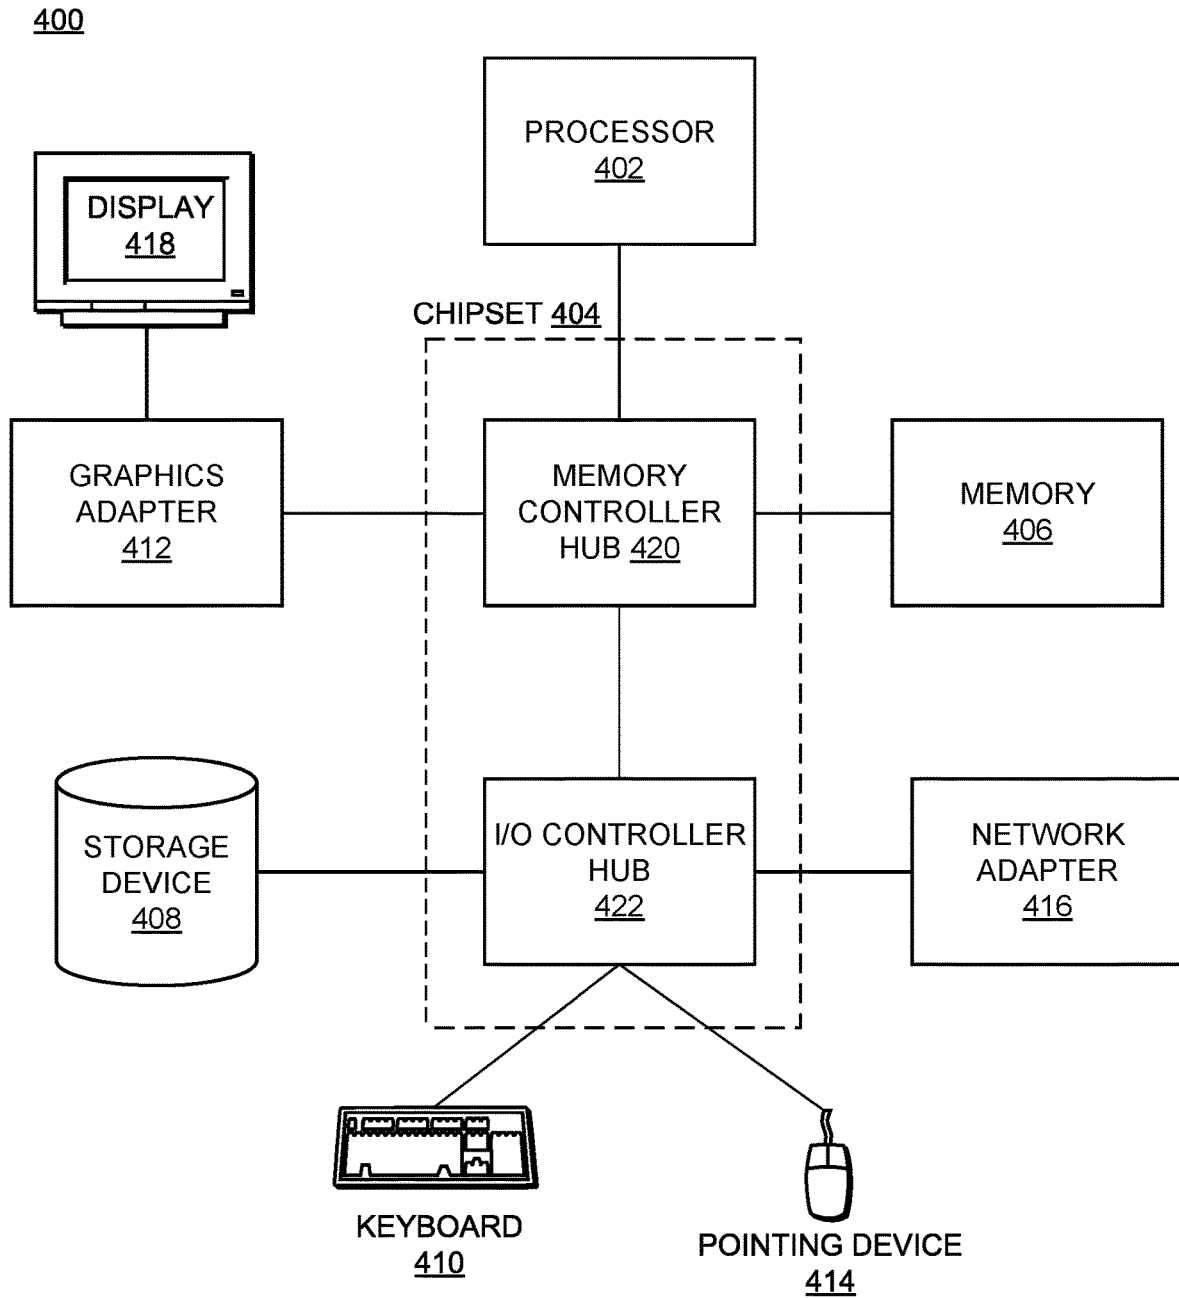 400
PROCESSOR
402
DISPLAY
418
CHIPSET 404
GRAPHICS
ADAPTER
412
MEMORY
CONTROLLER
HUB 420
MEMORY
406
STORAGE
DEVICE
408
I/O CONTROLLER
HUB
422
NETWORK
ADAPTER
416
KEYBOARD
410
POINTING DEVICE
414